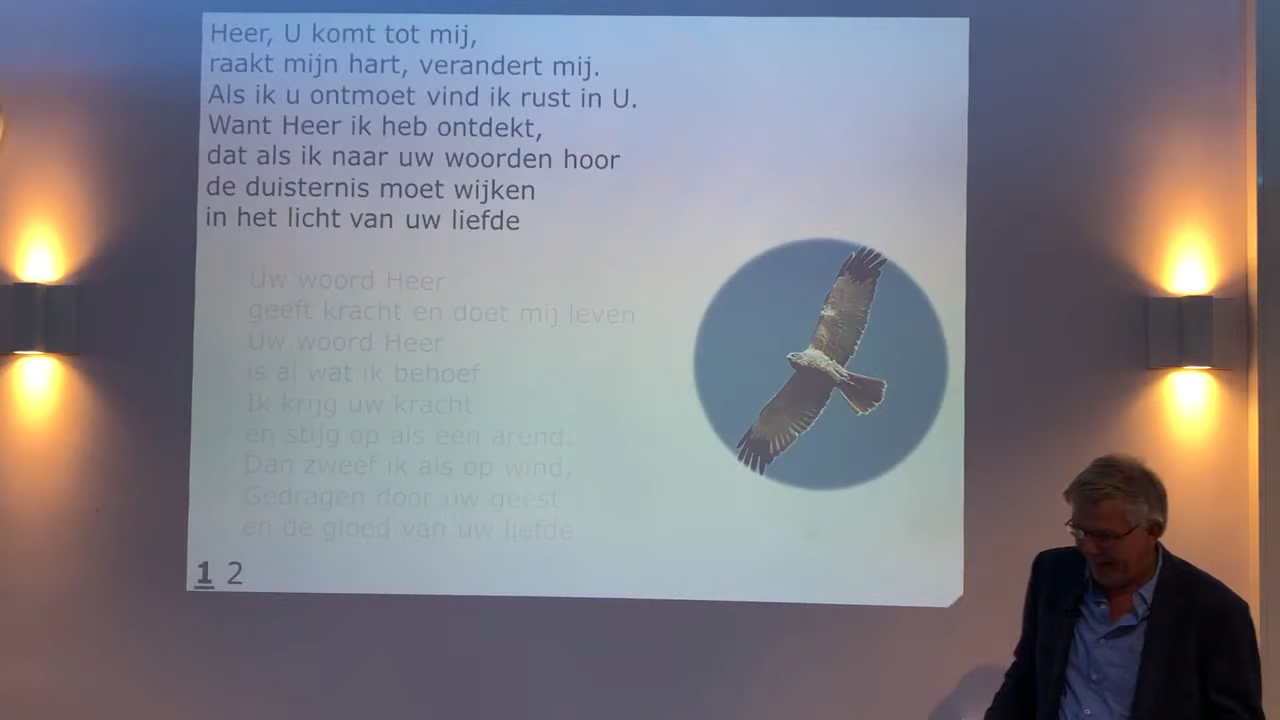 Heer, U komt tot mij,
raakt mijn hart, verandert mij.
Als ik u ontmoet vind ik rust in U.
Want Heer ik heb ontdekt,
dat als ik naar uw woorden hoor
de duisternis moet wijken
in het licht van uw liefde
Uw woord Heer
geeft kracht en doet mij leven
Uw woord Heer
is al wat ik behoef
Ik krijg uw kracht
en stijg op als een arend.
Dan zweef ik als op wind,
Gedragen door uw geest
en de gloed van uw liefde
1 2